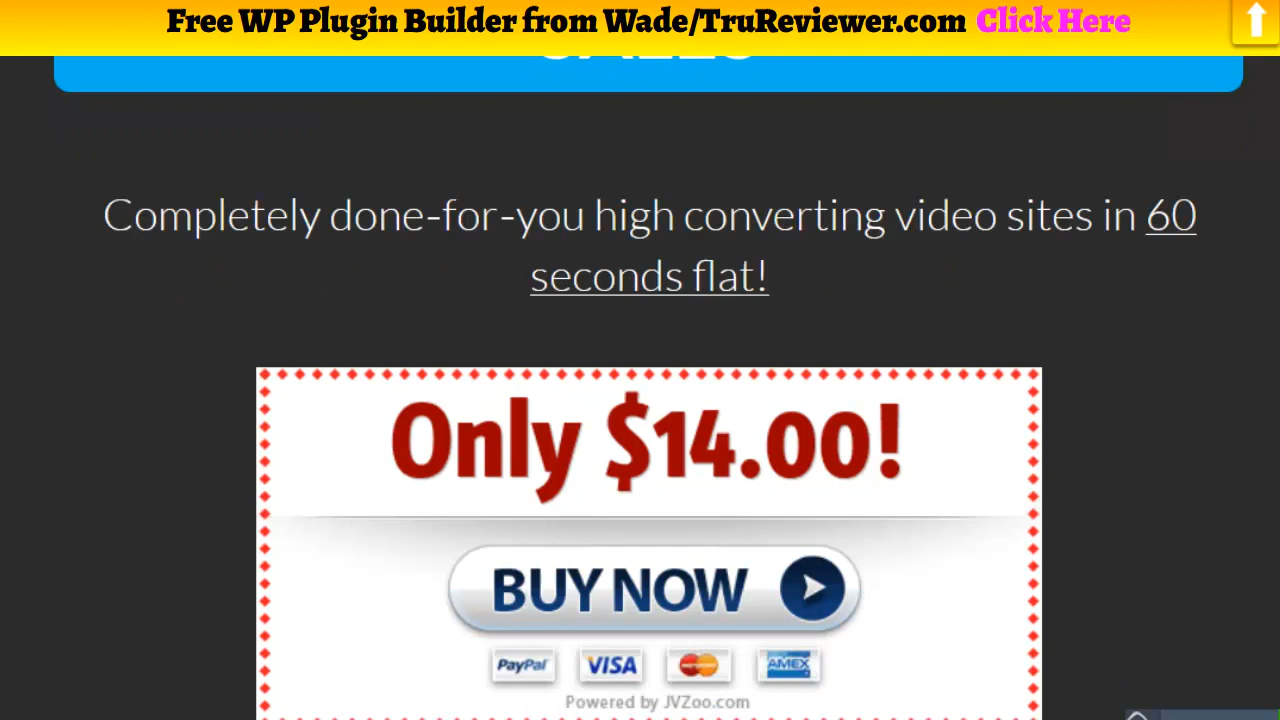 Free WP Plugin Builder from Wade/TruReviewer.com Click Here
Completely done-for-you high converting video sites in 60
seconds flat!
Only $14.00!
BUY NOW
PayPal VISA MasterCard AMEX
Powered by JVZoo.com